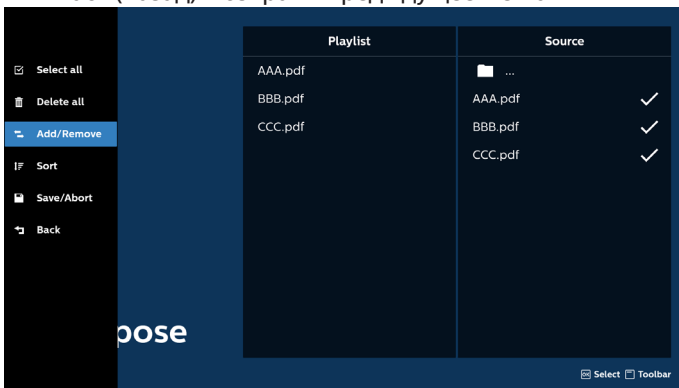 Select all
Delete all
Add/Remove
Sort
Save/Abort
Back
pose
Playlist
AAA.pdf
BBB.pdf
CCC.pdf
Source
...
AAA.pdf
BBB.pdf
CCC.pdf
OK Select Toolbar